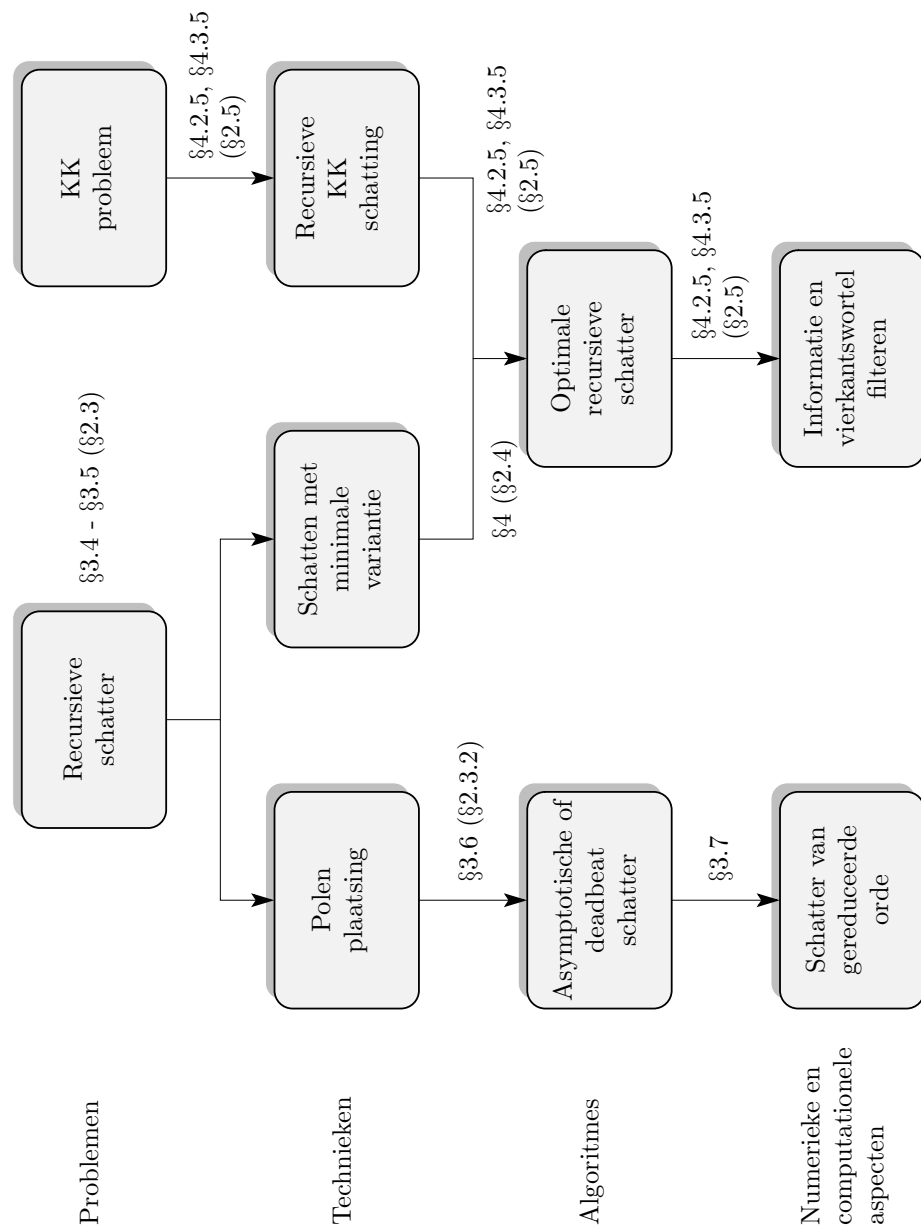 Problemen
Recursieve
schatter
§3.4 - §3.5 (§2.3)
KK
probleem
§4.2.5, §4.3.5
(§2.5)
Technieken
Polen
plaatsing
Schatten met
minimale
variantie
Recursieve
KK
schatting
§3.6 (§2.3.2)
§4 (§2.4)
§4.2.5, §4.3.5
(§2.5)
Algoritmes
Asymptotische of
deadbeat
schatter
Optimale
recursieve
schatter
§3.7
§4.2.5, §4.3.5
(§2.5)
Numerieke en
computationele
aspecten
Schatter van
gereduceerde
orde
Informatie en
vierkantswortel
filteren